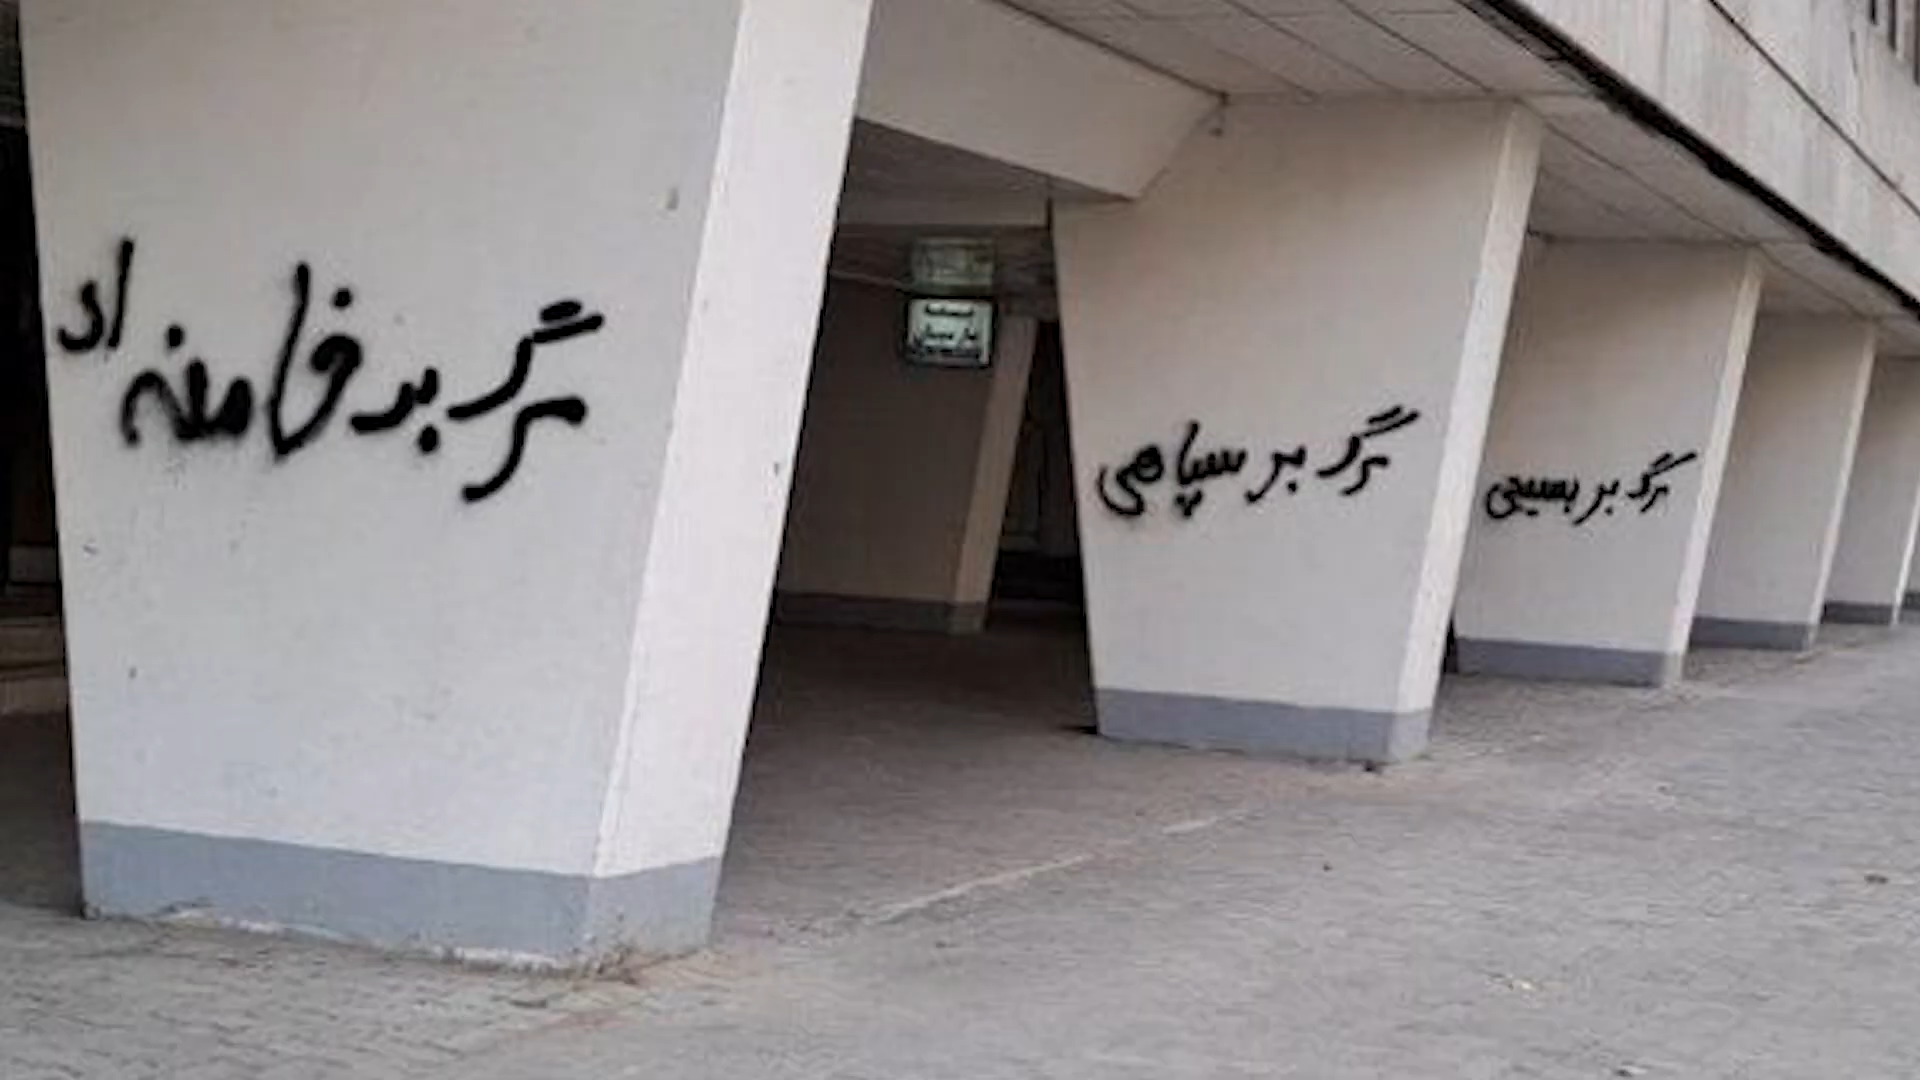 مرگ بر خامنه ای
مرگ بر سپاهی
مرگ بر بسیجی